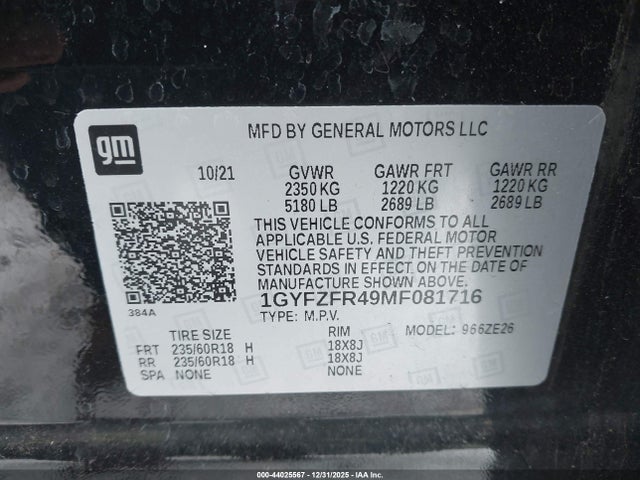 gm
MFD BY GENERAL MOTORS LLC
10/21 GVWR GAWR FRT GAWR RR
2350 KG 1220 KG 1220 KG
5180 LB 2689 LB 2689 LB
THIS VEHICLE CONFORMS TO ALL
APPLICABLE U.S. FEDERAL MOTOR
VEHICLE SAFETY AND THEFT PREVENTION
STANDARDS IN EFFECT ON THE DATE OF
MANUFACTURE SHOWN ABOVE.
384A 1GYFZFR49MF081716
TYPE: M.P.V.
TIRE SIZE RIM MODEL: 966ZE26
FRT 235/60R18 H 18X8J
RR 235/60R18 H 18X8J
SPA NONE NONE
000-44025567 - 12/31/2025 - IAA Inc.